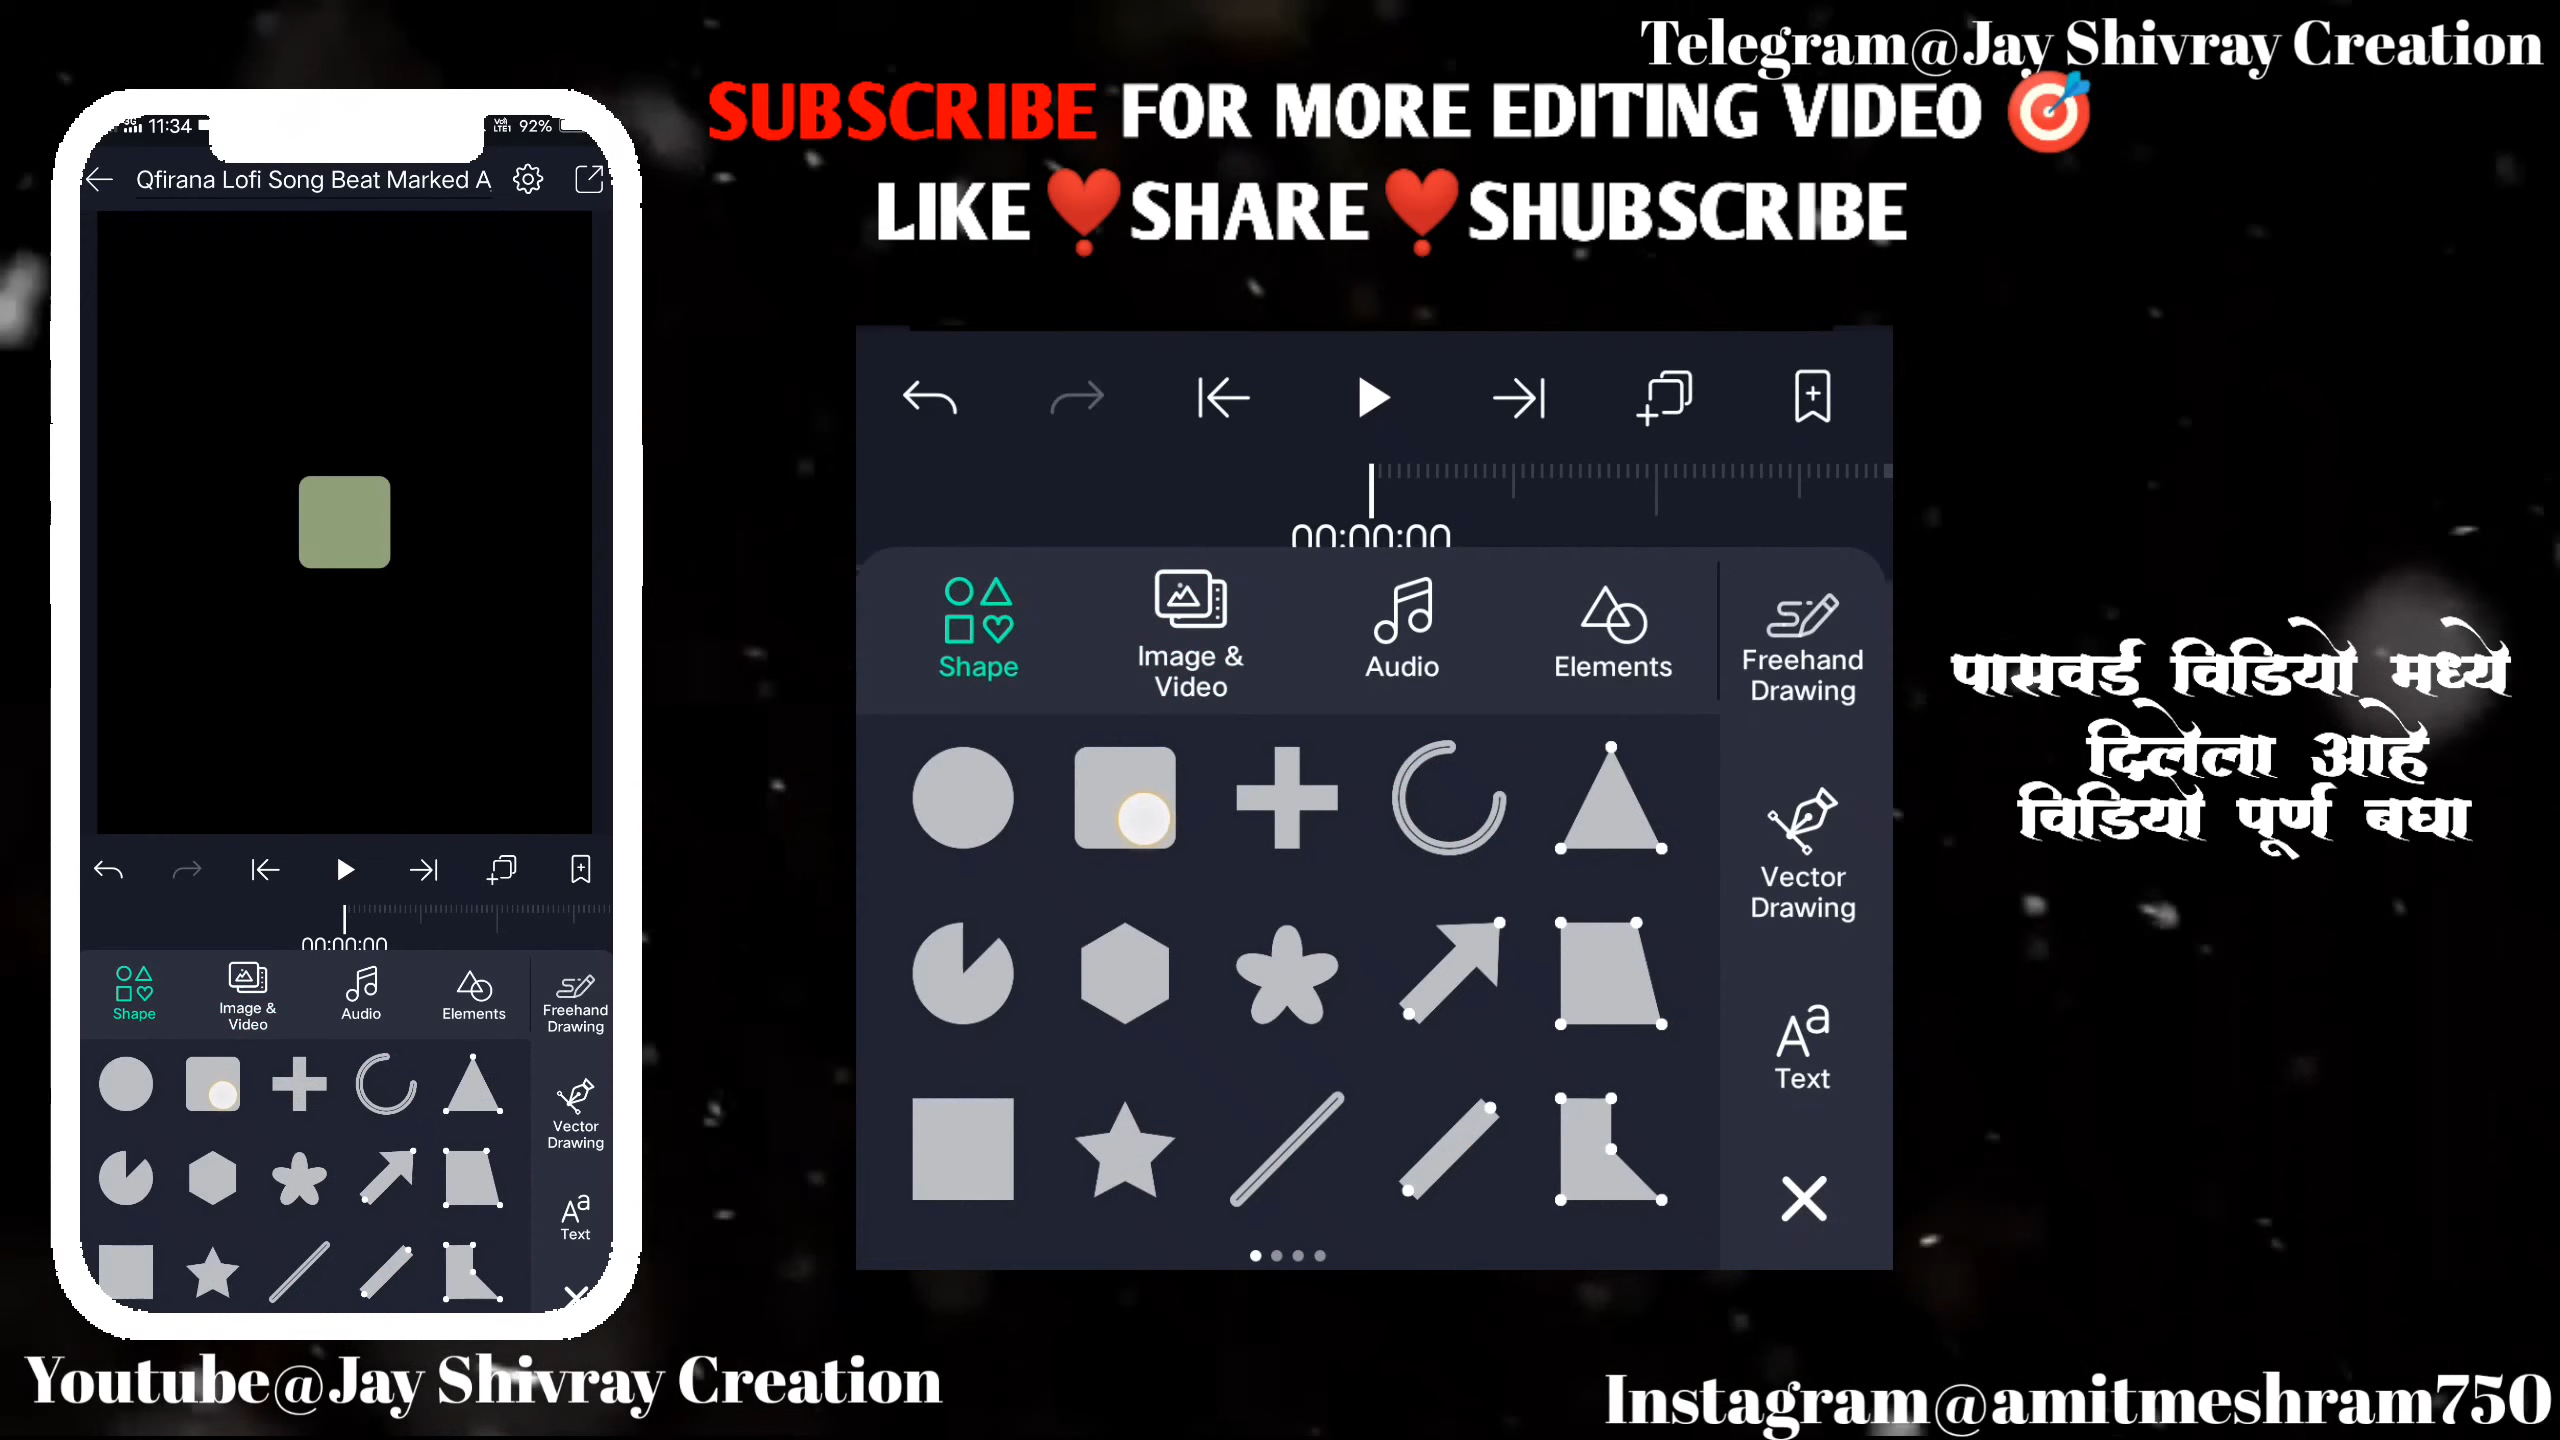 Telegram@Jay Shivray Creation
SUBSCRIBE FOR MORE EDITING VIDEO
LIKE SHARE SHUBSCRIBE
11:34
92%
Qfirana Lofi Song Beat Marked A
00:00:00
Shape
Image & Video
Audio
Elements
Freehand Drawing
Vector Drawing
Text
00:00:00
Shape
Image & Video
Audio
Elements
Freehand Drawing
Vector Drawing
Aa
Text
पासवर्ड विडियो मध्ये
दिलेला आहे
विडियो पूर्ण बघा
Youtube@Jay Shivray Creation
Instagram@amitmeshram750